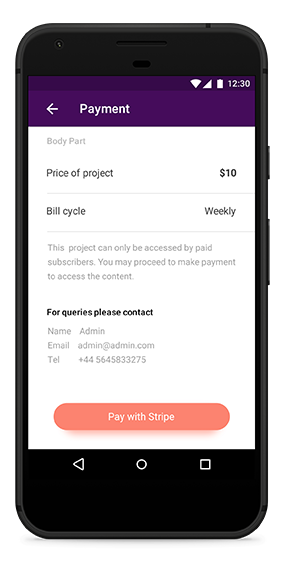 12:30
Payment
Body Part
Price of project $10
Bill cycle Weekly
This project can only be accessed by paid
subscribers. You may proceed to make payment
to access the content.
For queries please contact
Name Admin
Email admin@admin.com
Tel +44 5645833275
Pay with Stripe